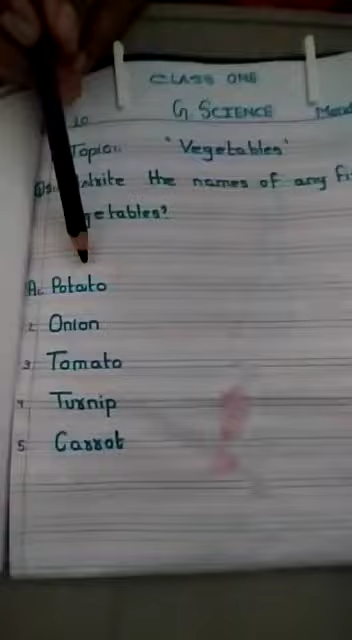 CLASS ONE
10 G SCIENCE
Topic: "Vegetables"
Write the names of any
Potato
2 Onion
3 Tomato
4 Turnip
5 Carrot